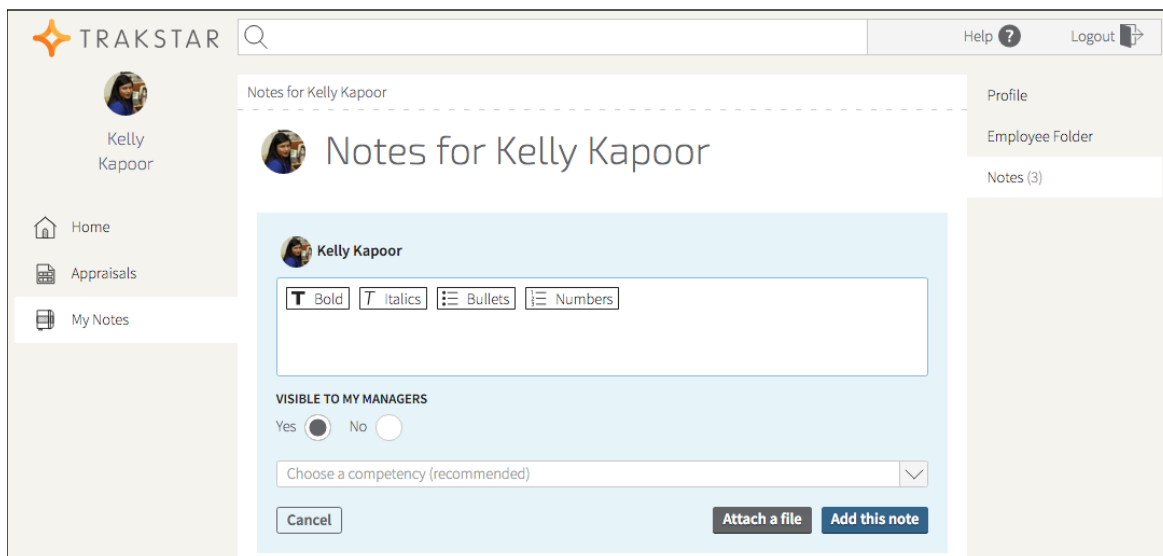 TRAKSTAR
Help ?
Logout
Kelly
Kapoor
Home
Appraisals
My Notes
Notes for Kelly Kapoor
Notes for Kelly Kapoor
Kelly Kapoor
T Bold
T Italics
Bullets
Numbers
VISIBLE TO MY MANAGERS
Yes No
Choose a competency (recommended)
Cancel
Attach a file
Add this note
Profile
Employee Folder
Notes (3)